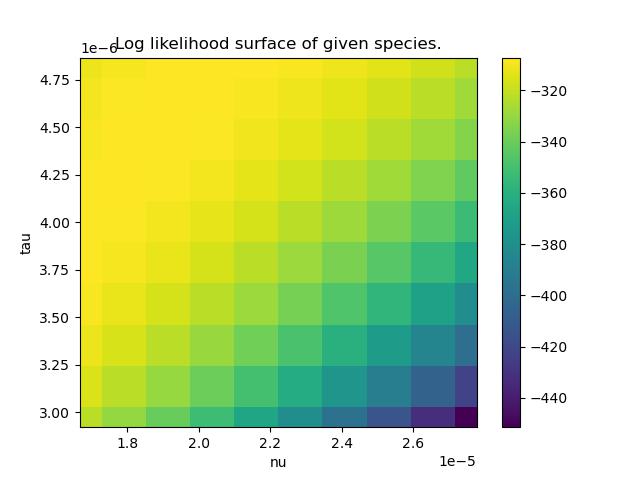 1e−6
Log likelihood surface of given species.
4.75
4.50
4.25
4.00
3.75
3.50
3.25
3.00
tau
1.8 2.0 2.2 2.4 2.6
1e−5
nu
−320
−340
−360
−380
−400
−420
−440